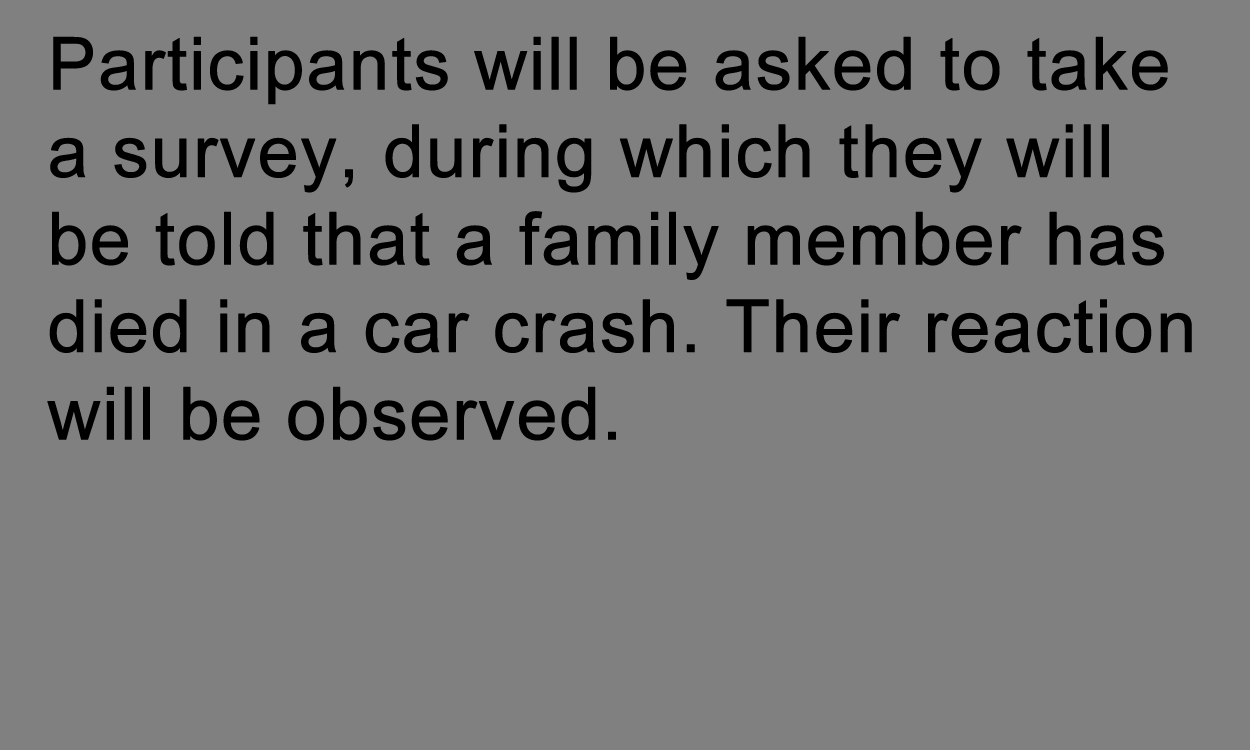 Participants will be asked to take
a survey, during which they will
be told that a family member has
died in a car crash. Their reaction
will be observed.